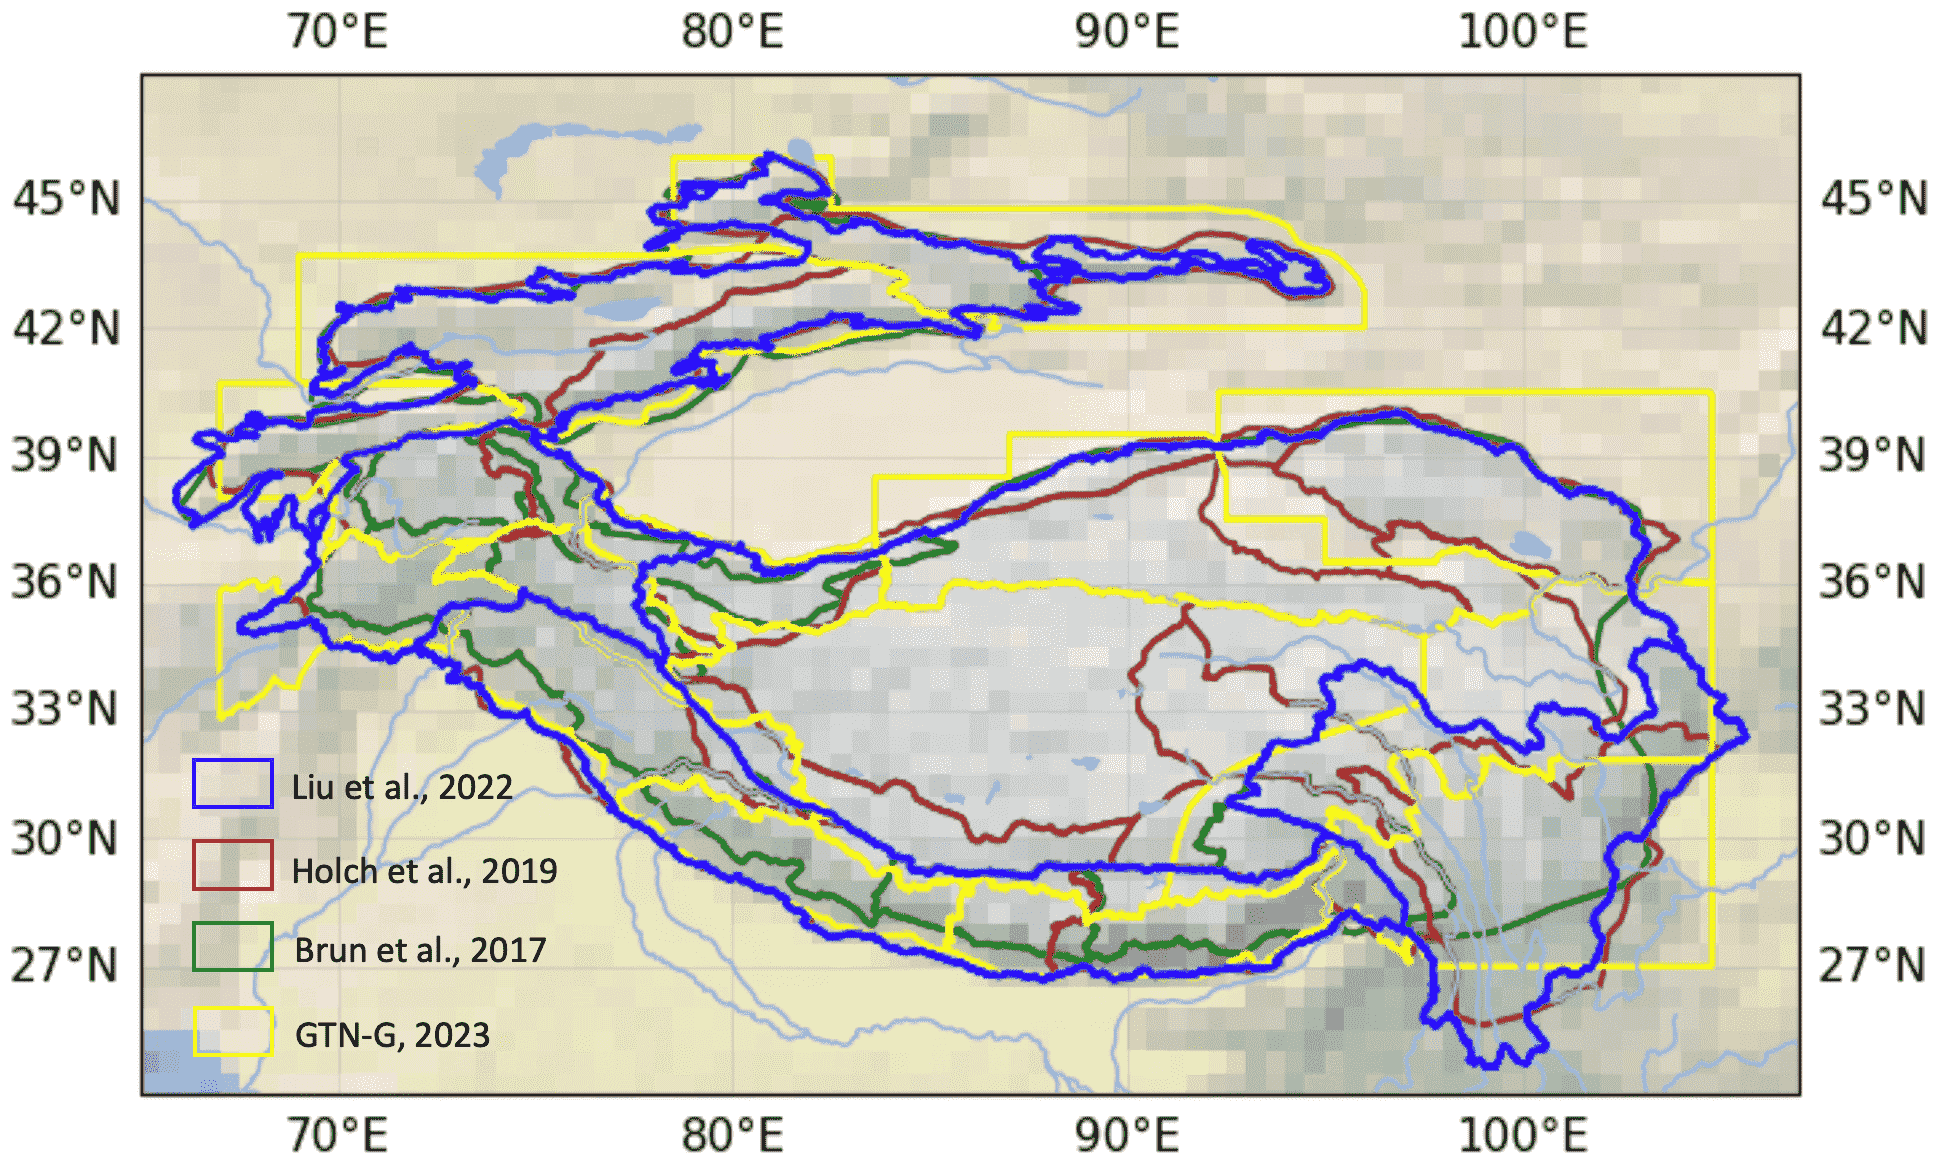 70°E 80°E 90°E 100°E
45°N 45°N
42°N 42°N
39°N 39°N
36°N 36°N
33°N 33°N
Liu et al., 2022
30°N 30°N
Holch et al., 2019
Brun et al., 2017
27°N 27°N
GTN-G, 2023
70°E 80°E 90°E 100°E